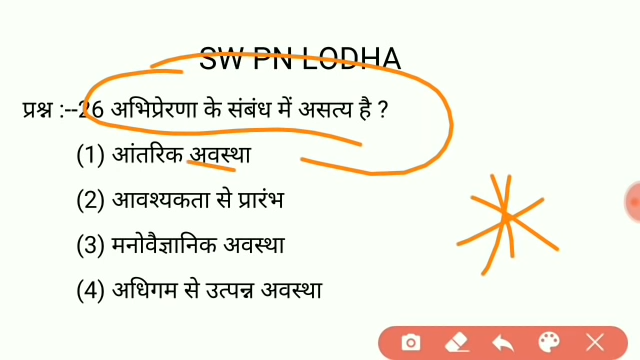 SW PN LODHA
प्रश्न :--26 अभिप्रेरणा के संबंध में असत्य है ?
(1) आंतरिक अवस्था
(2) आवश्यकता से प्रारंभ
(3) मनोवैज्ञानिक अवस्था
(4) अधिगम से उत्पन्न अवस्था